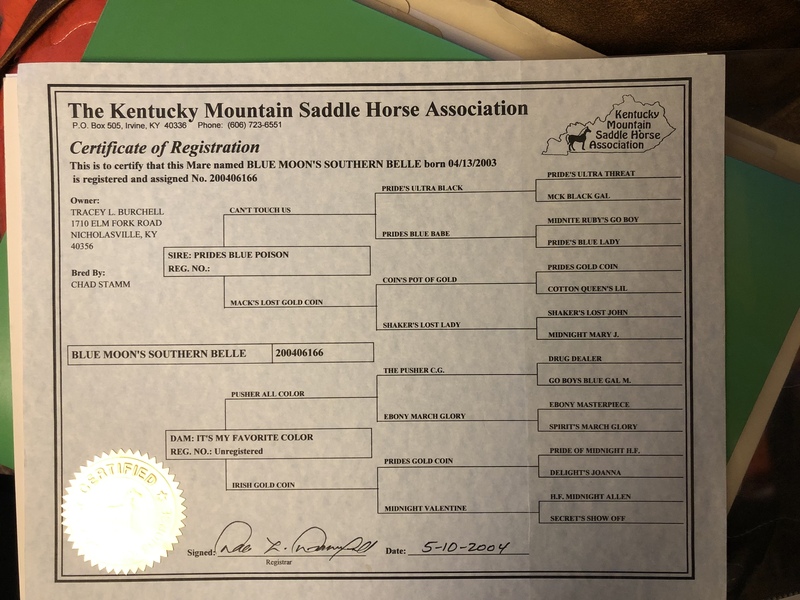 The Kentucky Mountain Saddle Horse Association
P.O. Box 505, Irvine, KY 40336 Phone: (606) 723-6551
Kentucky
Mountain
Saddle Horse
Association
Certificate of Registration
This is to certify that this Mare named BLUE MOON'S SOUTHERN BELLE born 04/13/2003
is registered and assigned No. 200406166
Owner:
TRACEY L. BURCHELL
1710 ELM FORK ROAD
NICHOLASVILLE, KY
40356
Bred By:
CHAD STAMM
CAN'T TOUCH US
SIRE: PRIDES BLUE POISON
REG. NO.:
MACK'S LOST GOLD COIN
BLUE MOON'S SOUTHERN BELLE 200406166
PUSHER ALL COLOR
DAM: IT'S MY FAVORITE COLOR
REG. NO.: Unregistered
IRISH GOLD COIN
PRIDE'S ULTRA BLACK
PRIDES BLUE BABE
COIN'S POT OF GOLD
SHAKER'S LOST LADY
THE PUSHER C.G.
EBONY MARCH GLORY
PRIDES GOLD COIN
MIDNIGHT VALENTINE
PRIDE'S ULTRA THREAT
MCK BLACK GAL
MIDNITE RUBY'S GO BOY
PRIDE'S BLUE LADY
PRIDES GOLD COIN
COTTON QUEEN'S LIL
SHAKER'S LOST JOHN
MIDNIGHT MARY J.
DRUG DEALER
GO BOYS BLUE GAL M.
EBONY MASTERPIECE
SPIRIT'S MARCH GLORY
PRIDE OF MIDNIGHT H.F.
DELIGHT'S JOANNA
H.F. MIDNIGHT ALLEN
SECRET'S SHOW OFF
CERTIFIED
Signed:
Registrar
Date: 5-10-2004